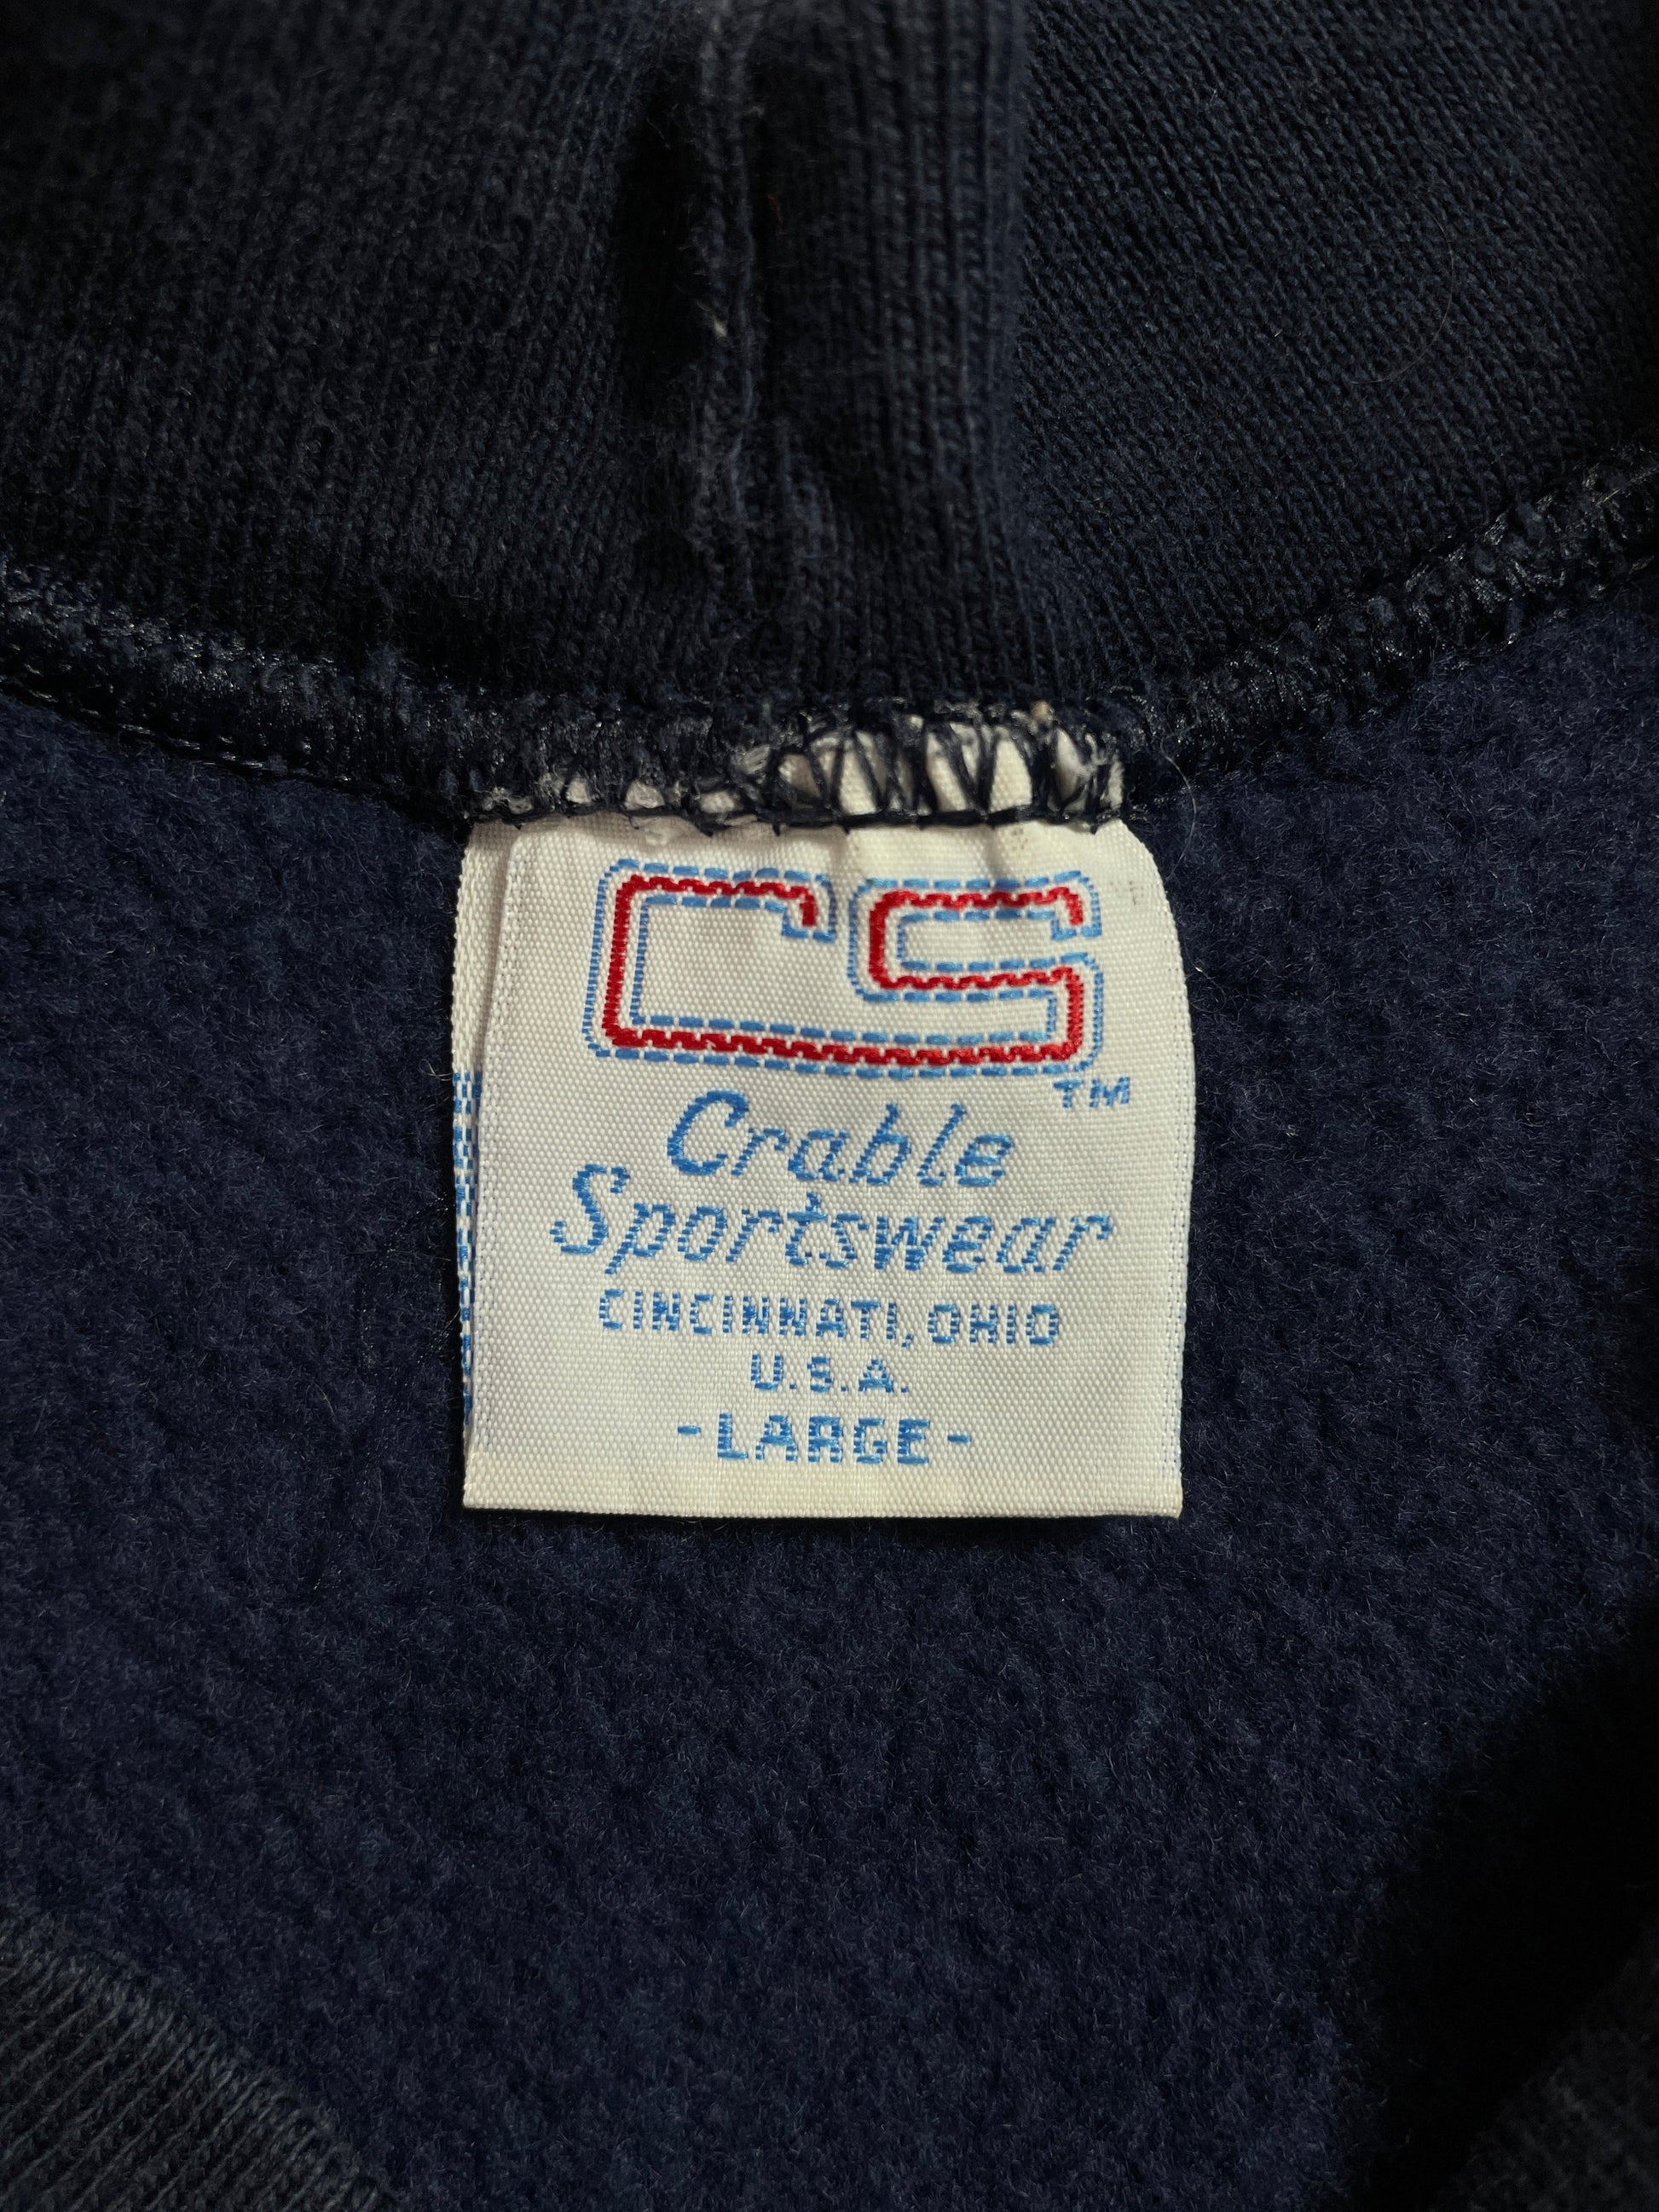 CS
TM
Crable
Sportswear
CINCINNATI, OHIO
U.S.A.
-LARGE-